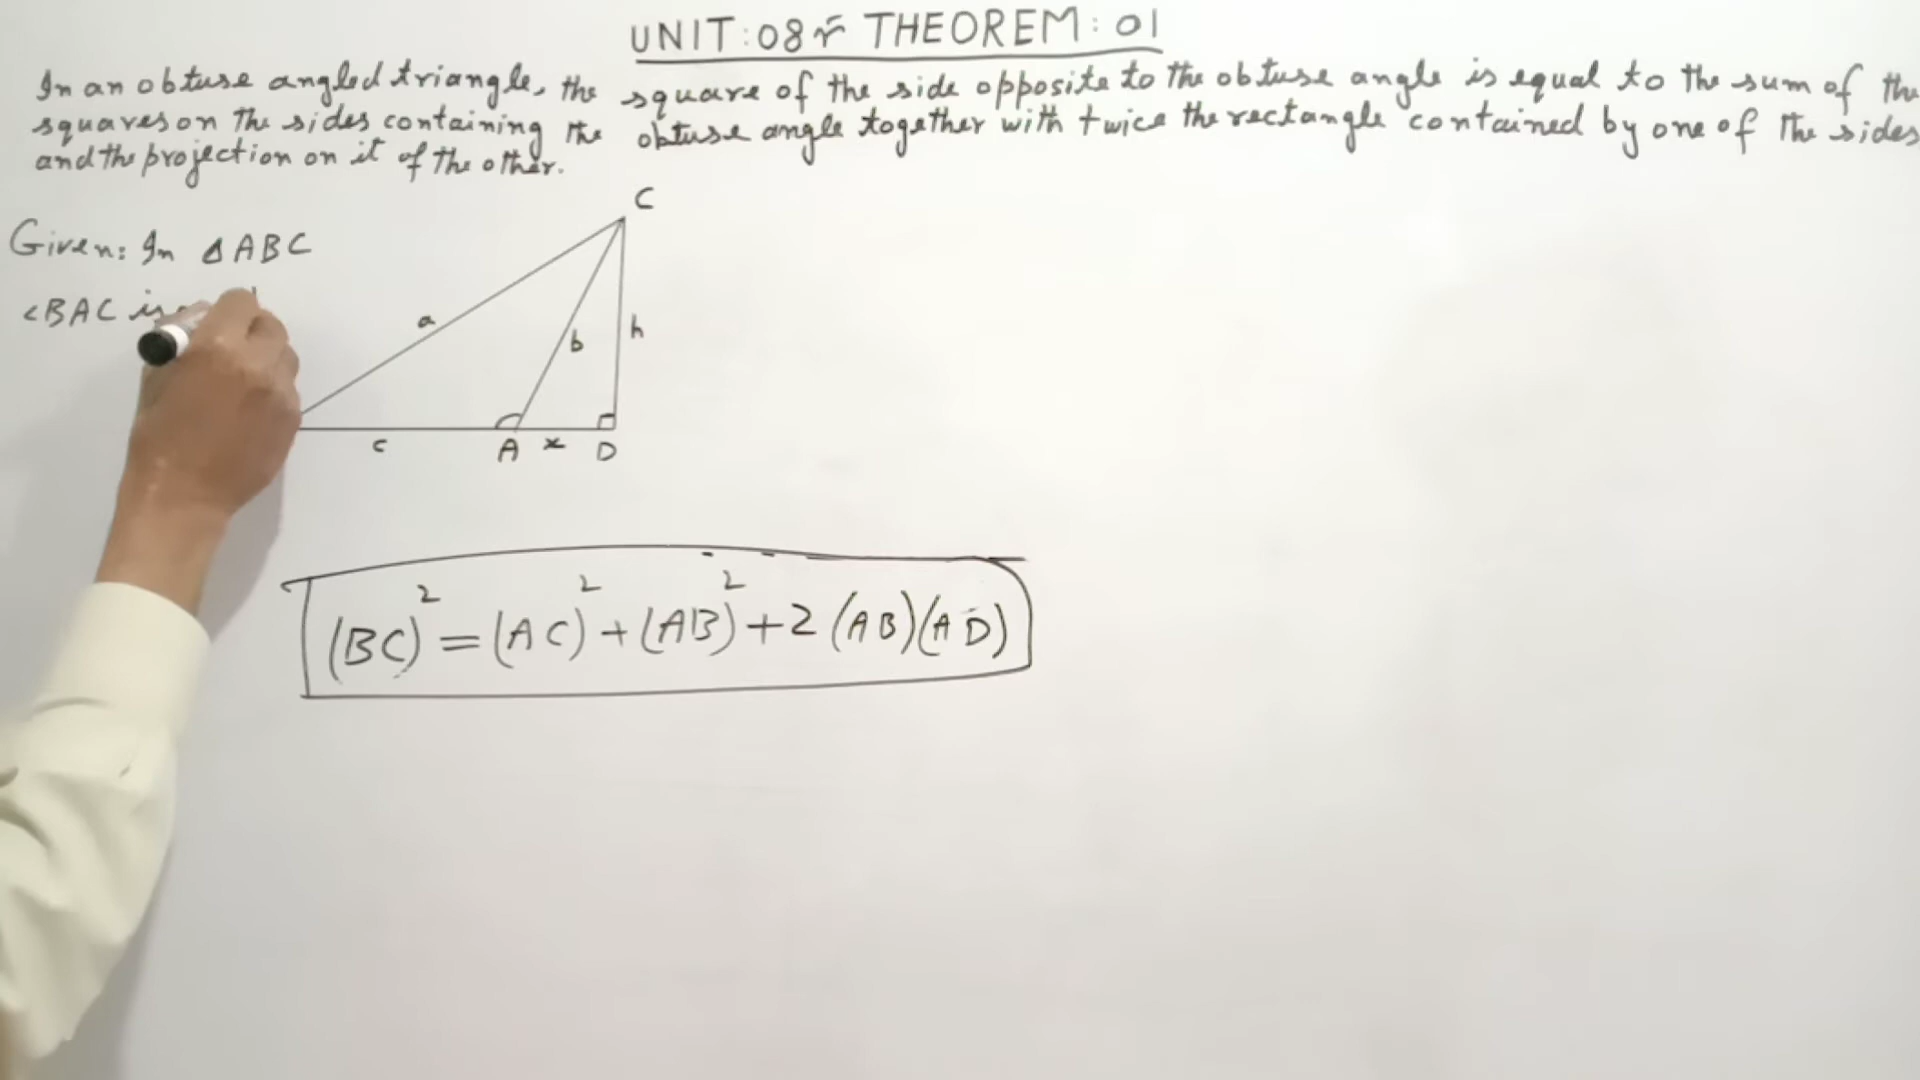 UNIT:08 THEOREM:01
In an obtuse angled triangle, the square of the side opposite to the obtuse angle is equal to the sum of the
squares on the sides containing the obtuse angle together with twice the rectangle contained by one of the sides
and the projection on it of the other.
C
Given: In ΔABC
<BAC is
a
b
h
c
A
x
D
(BC)² = (AC)² + (AB)² + 2(AB)(AD)